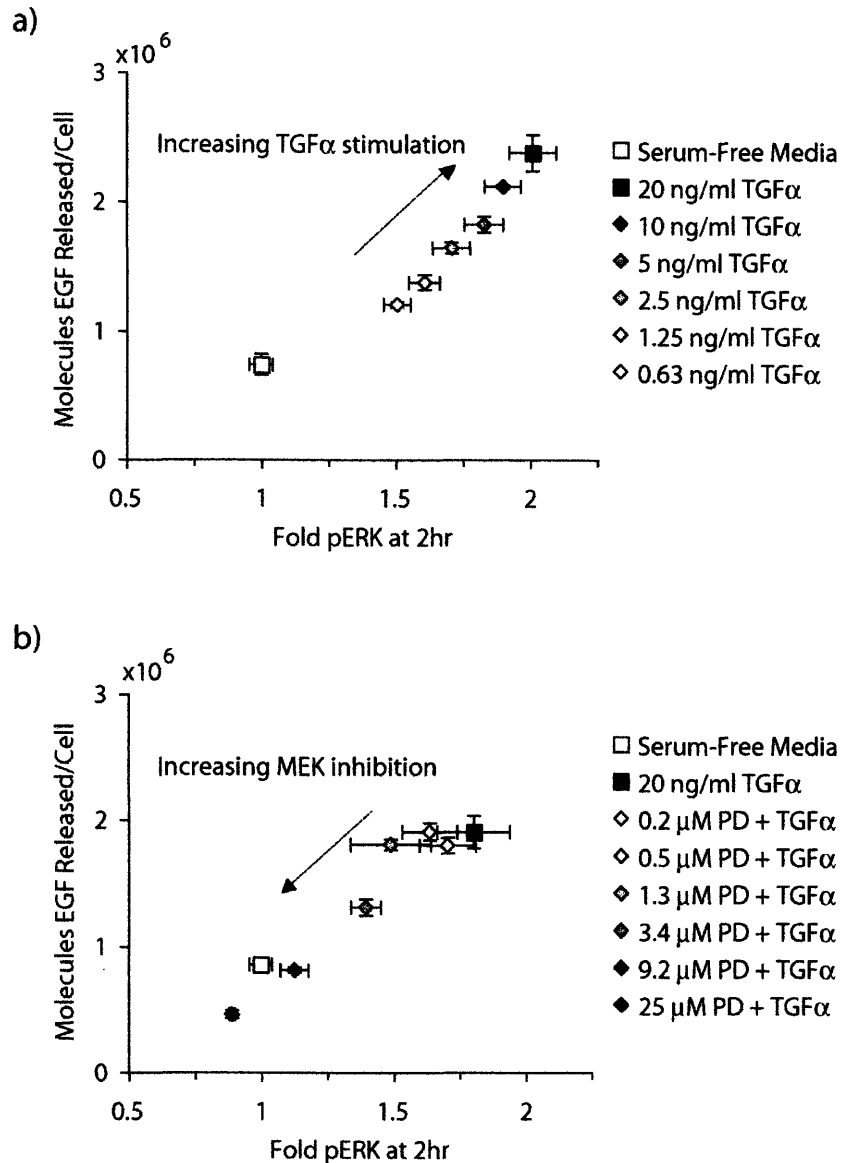 a)
x10^6
3
2
1
0
Molecules EGF Released/Cell
Increasing TGFα stimulation
0.5 1 1.5 2
Fold pERK at 2hr
Serum-Free Media
20 ng/ml TGFα
10 ng/ml TGFα
5 ng/ml TGFα
2.5 ng/ml TGFα
1.25 ng/ml TGFα
0.63 ng/ml TGFα
b)
x10^6
3
2
1
0
Molecules EGF Released/Cell
Increasing MEK inhibition
0.5 1 1.5 2
Fold pERK at 2hr
Serum-Free Media
20 ng/ml TGFα
0.2 μM PD + TGFα
0.5 μM PD + TGFα
1.3 μM PD + TGFα
3.4 μM PD + TGFα
9.2 μM PD + TGFα
25 μM PD + TGFα